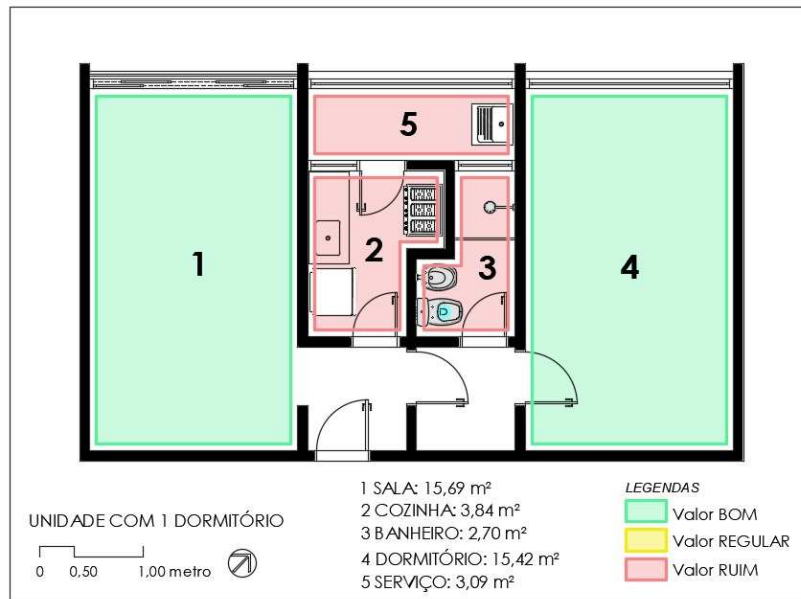 5
1
2
3
4
UNIDADE COM 1 DORMITÓRIO
0 0,50 1,00 metro
1 SALA: 15,69 m²
2 COZINHA: 3,84 m²
3 BANHEIRO: 2,70 m²
4 DORMITÓRIO: 15,42 m²
5 SERVIÇO: 3,09 m²
LEGENDAS
Valor BOM
Valor REGULAR
Valor RUIM